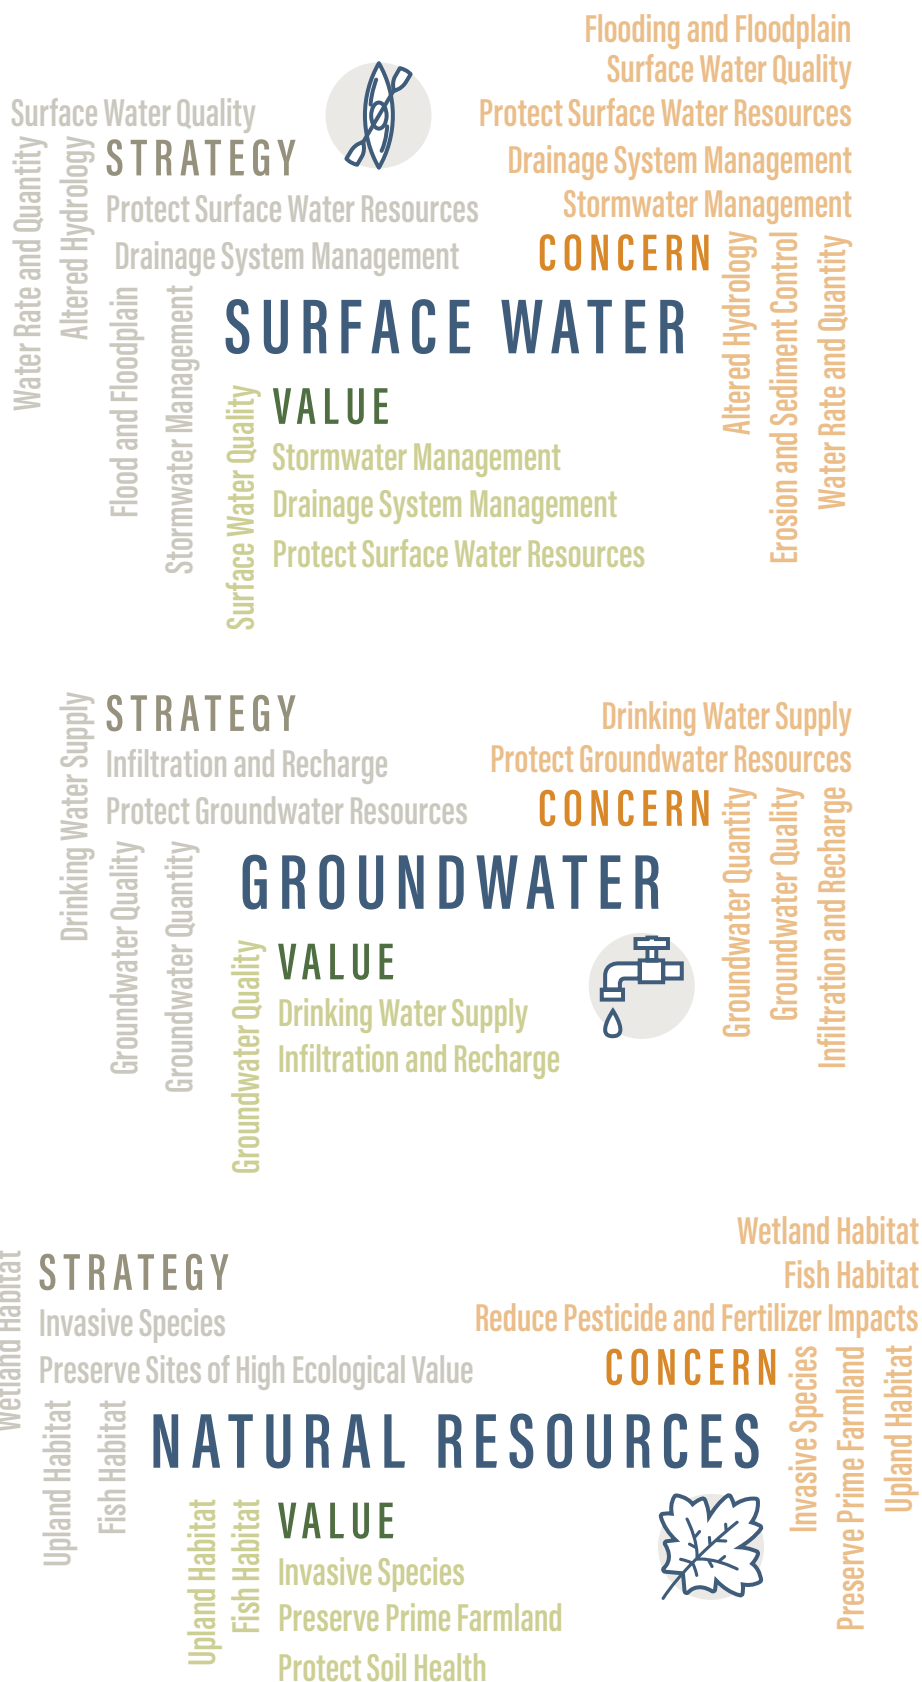 Surface Water Quality
STRATEGY
Water Rate and Quantity
Altered Hydrology
Protect Surface Water Resources
Drainage System Management
Flood and Floodplain
Stormwater Management
Flooding and Floodplain
Surface Water Quality
Protect Surface Water Resources
Drainage System Management
Stormwater Management
CONCERN
Altered Hydrology
Erosion and Sediment Control
Water Rate and Quantity
SURFACE WATER
VALUE
Surface Water Quality
Stormwater Management
Drainage System Management
Protect Surface Water Resources
STRATEGY
Drinking Water Supply
Infiltration and Recharge
Protect Groundwater Resources
Groundwater Quality
Groundwater Quantity
Drinking Water Supply
Protect Groundwater Resources
CONCERN
Groundwater Quantity
Groundwater Quality
Infiltration and Recharge
GROUNDWATER
VALUE
Groundwater Quality
Drinking Water Supply
Infiltration and Recharge
Wetland Habitat
STRATEGY
Invasive Species
Preserve Sites of High Ecological Value
Upland Habitat
Fish Habitat
Wetland Habitat
Fish Habitat
Reduce Pesticide and Fertilizer Impacts
CONCERN
Invasive Species
Preserve Prime Farmland
Upland Habitat
NATURAL RESOURCES
VALUE
Upland Habitat
Fish Habitat
Invasive Species
Preserve Prime Farmland
Protect Soil Health